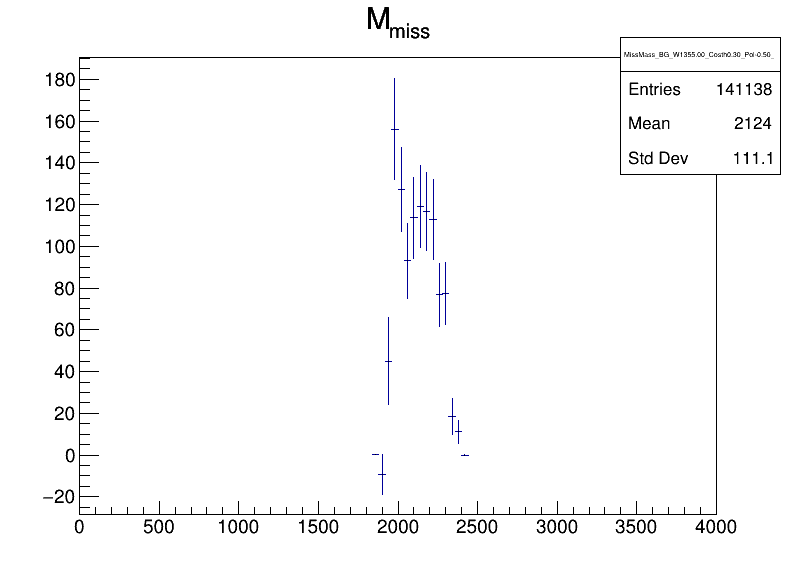 M_miss
MissMass_BG_W1355.00_Costh0.30_Pol-0.50_
Entries 141138
Mean 2124
Std Dev 111.1
180
160
140
120
100
80
60
40
20
0
−20
0 500 1000 1500 2000 2500 3000 3500 4000